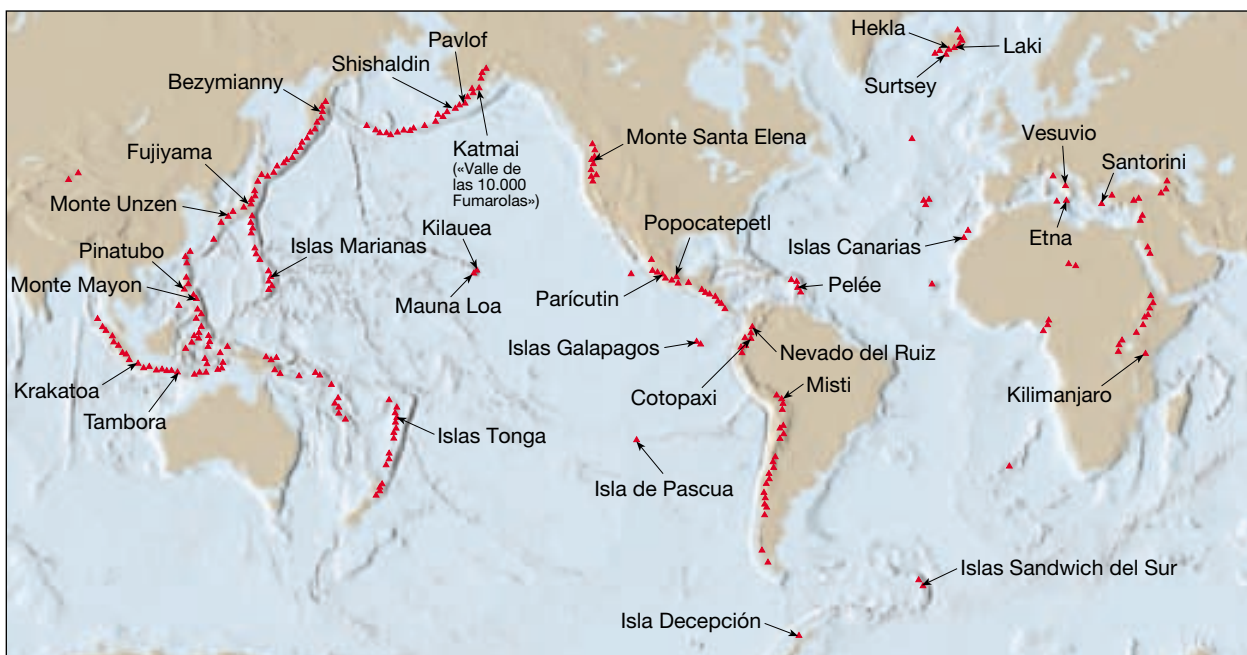 Hekla
Laki
Surtsey
Pavlof
Shishaldin
Bezymianny
Katmai
(«Valle de
las 10.000
Fumarolas»)
Monte Santa Elena
Vesuvio
Santorini
Fujiyama
Monte Unzen
Kilauea
Popocatepetl
Islas Canarias
Etna
Pinatubo
Islas Marianas
Monte Mayon
Mauna Loa
Parícutin
Pelée
Islas Galapagos
Nevado del Ruiz
Krakatoa
Cotopaxi
Misti
Kilimanjaro
Tambora
Islas Tonga
Isla de Pascua
Islas Sandwich del Sur
Isla Decepción